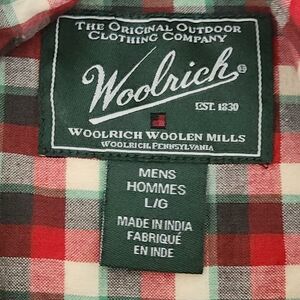 THE ORIGINAL OUTDOOR
CLOTHING COMPANY
Woolrich®
EST. 1830
WOOLRICH WOOLEN MILLS
WOOLRICH, PENNSYLVANIA
MENS
HOMMES
L/G
MADE IN INDIA
FABRIQUÉ
EN INDE